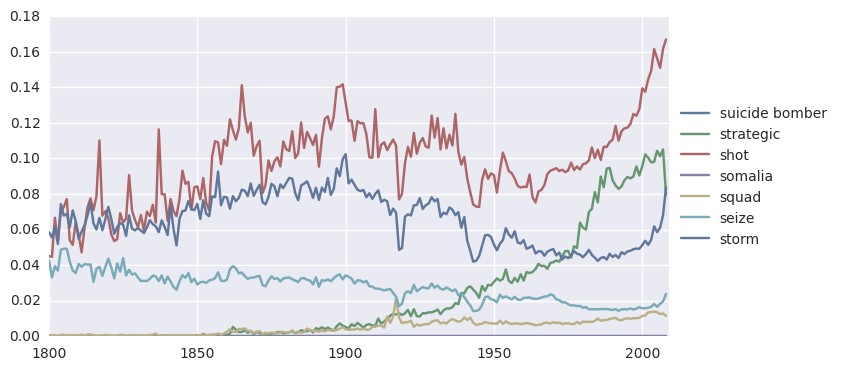 0.18
0.16
0.14
0.12
0.10
0.08
0.06
0.04
0.02
0.00
1800
1850
1900
1950
2000
suicide bomber
strategic
shot
somalia
squad
seize
storm